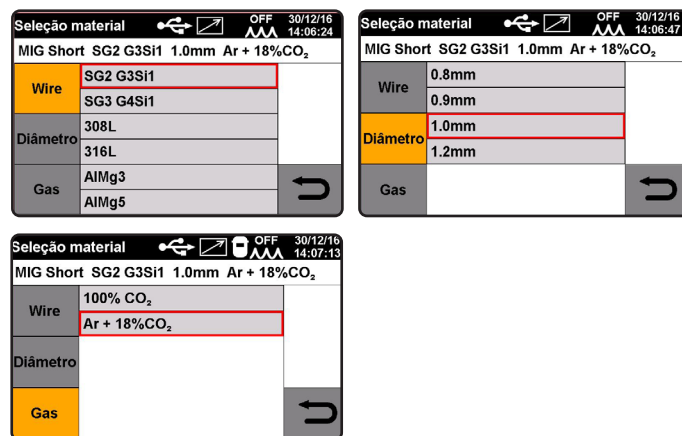 Seleção material OFF 30/12/16
14:06:24
MIG Short SG2 G3Si1 1.0mm Ar + 18%CO₂
Wire
Diâmetro
Gas
SG2 G3Si1
SG3 G4Si1
308L
316L
AlMg3
AlMg5
Seleção material OFF 30/12/16
14:06:47
MIG Short SG2 G3Si1 1.0mm Ar + 18%CO₂
Wire
Diâmetro
Gas
0.8mm
0.9mm
1.0mm
1.2mm
Seleção material OFF 30/12/16
14:07:13
MIG Short SG2 G3Si1 1.0mm Ar + 18%CO₂
Wire
Diâmetro
Gas
100% CO₂
Ar + 18%CO₂